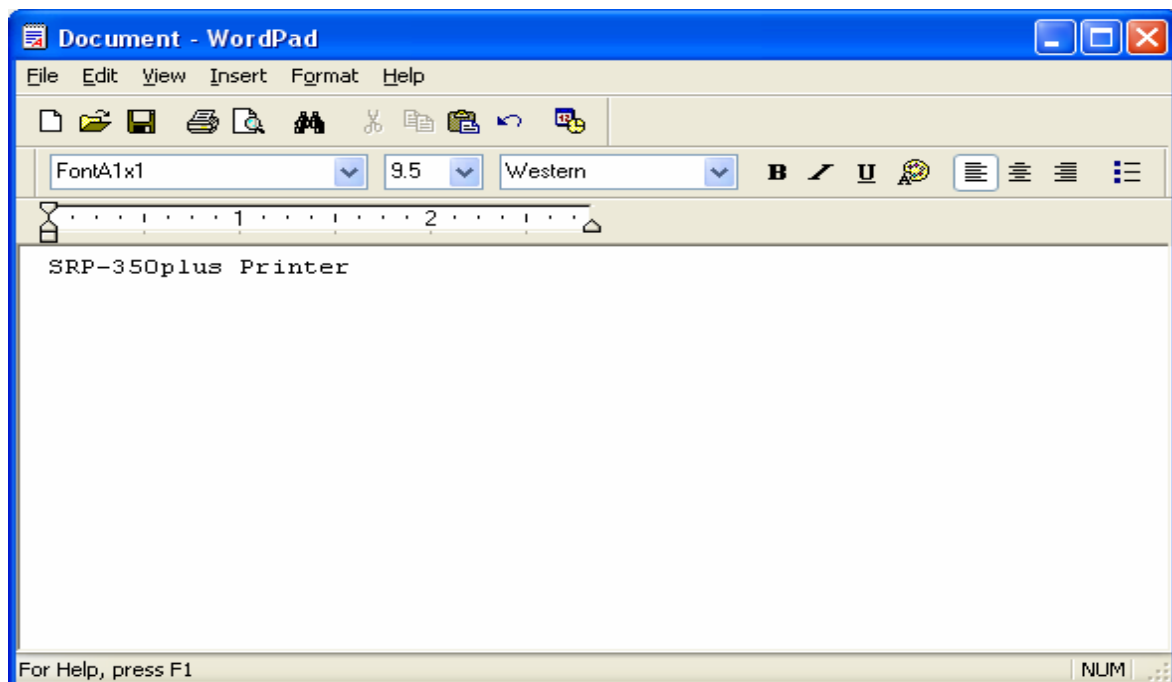 Document - WordPad
File Edit View Insert Format Help
FontA1x1 9.5 Western B U
1 2
SRP-350plus Printer
For Help, press F1 NUM